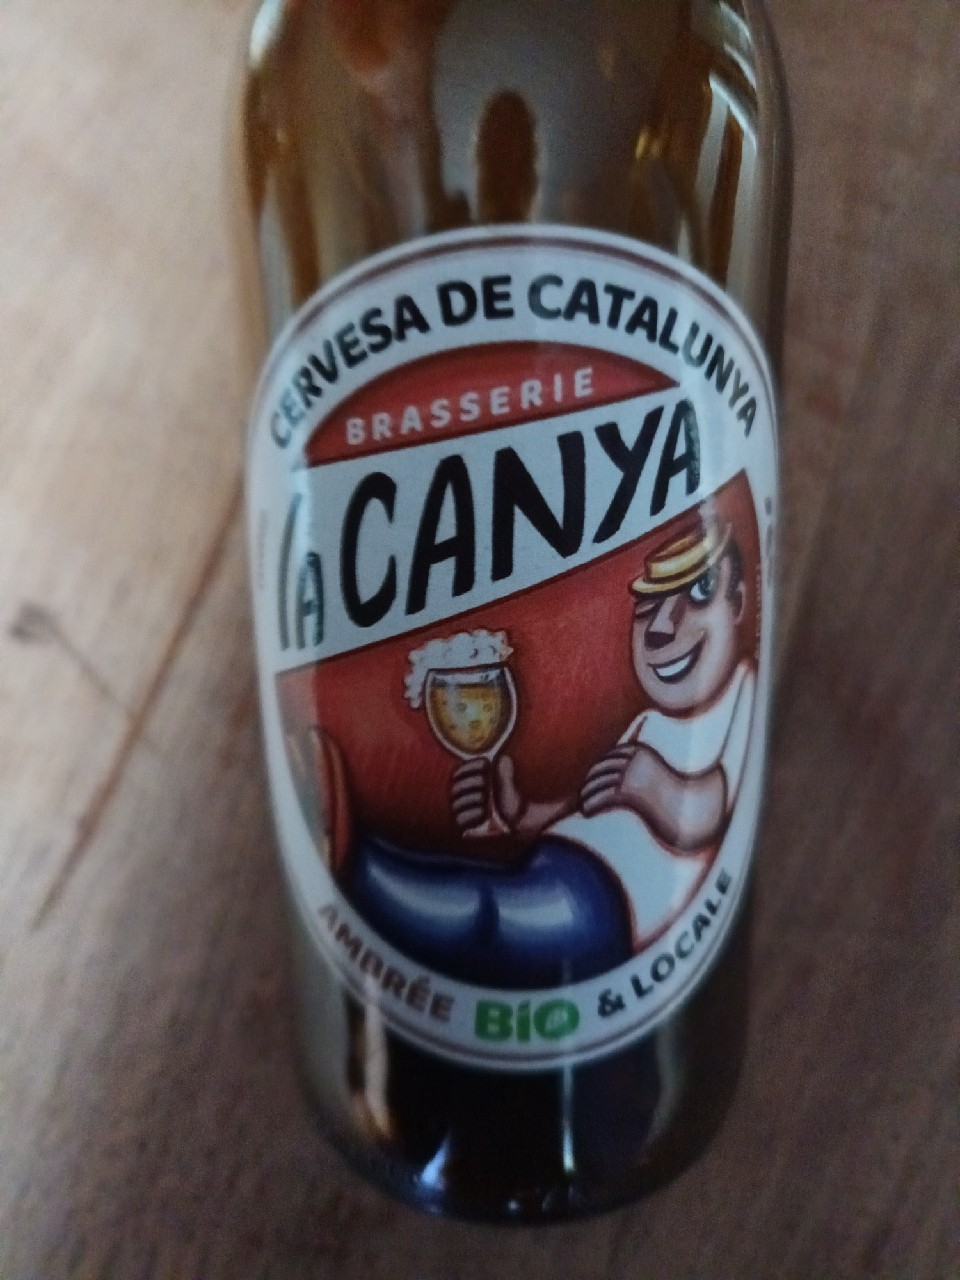 CERVESA DE CATALUNYA
BRASSERIE
la CANYA
AMBRÉE BIO & LOCALE